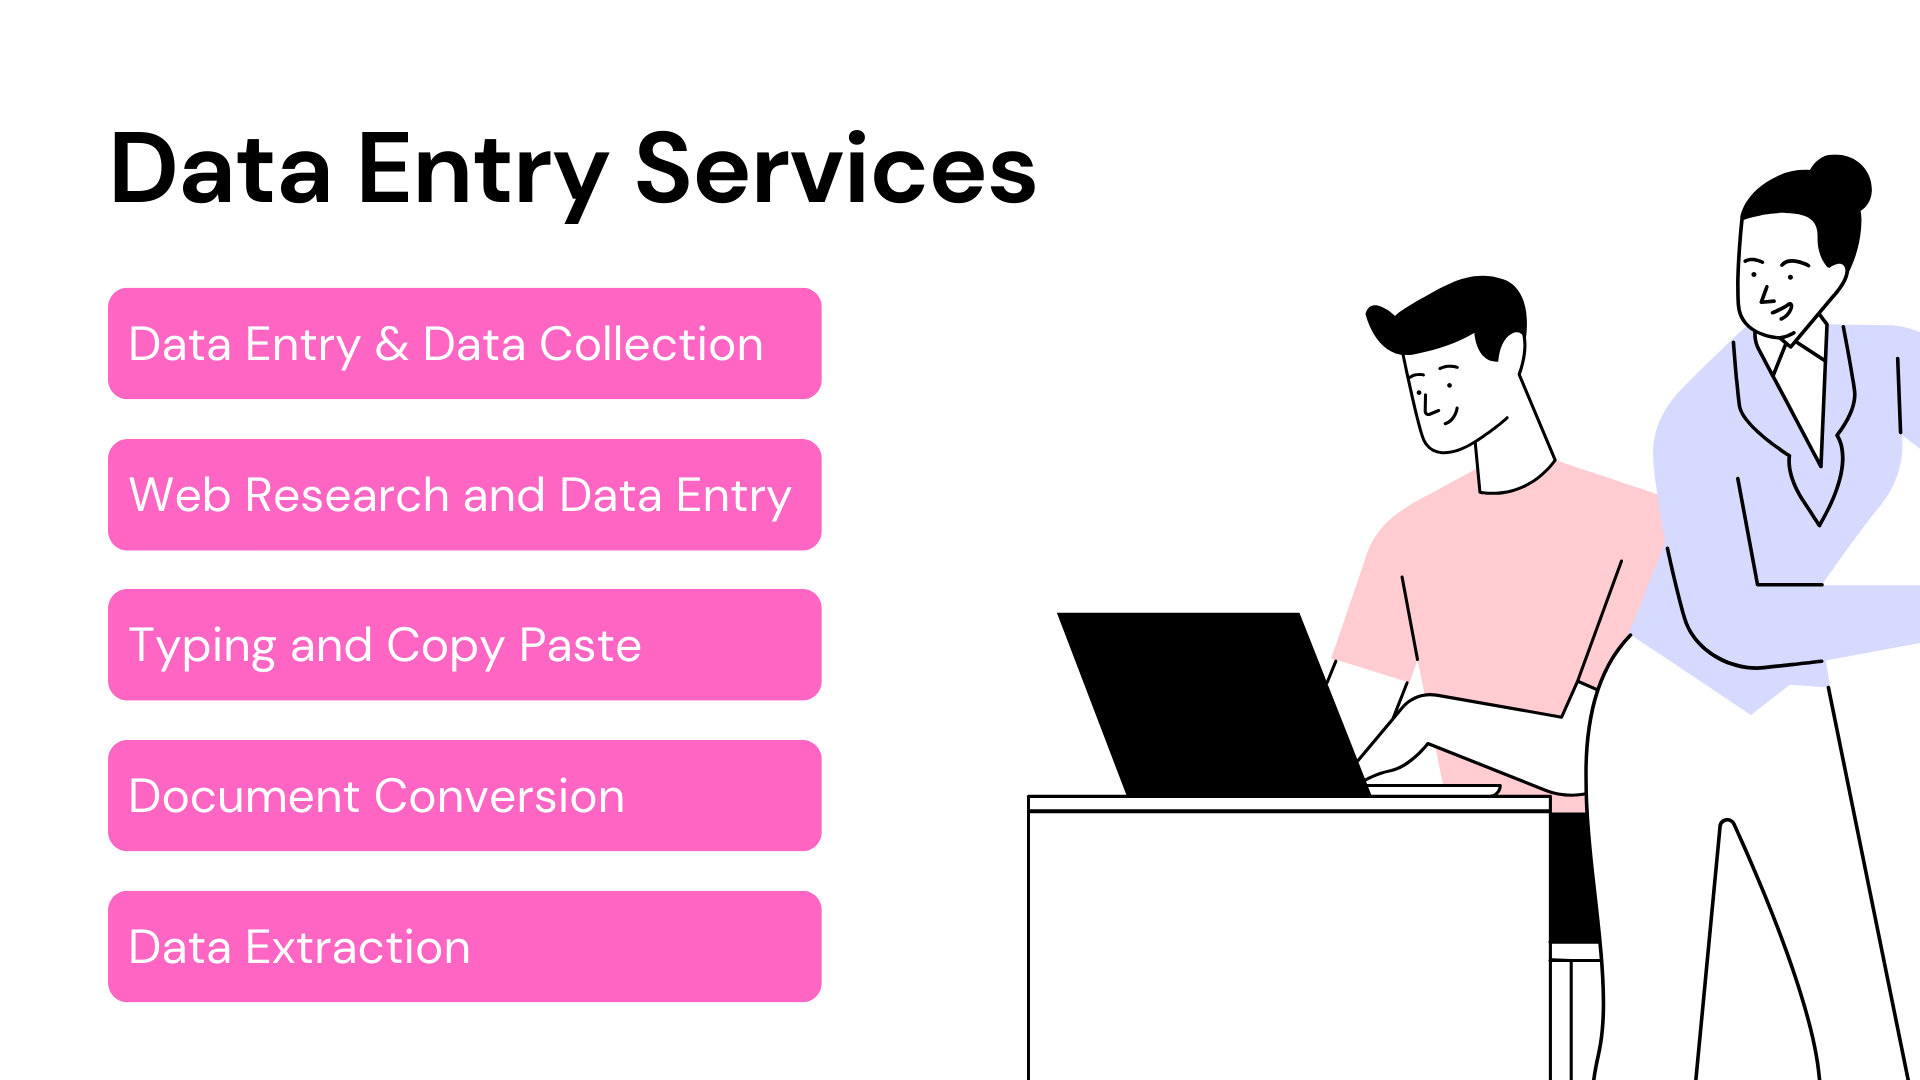 Data Entry Services
Data Entry & Data Collection
Web Research and Data Entry
Typing and Copy Paste
Document Conversion
Data Extraction